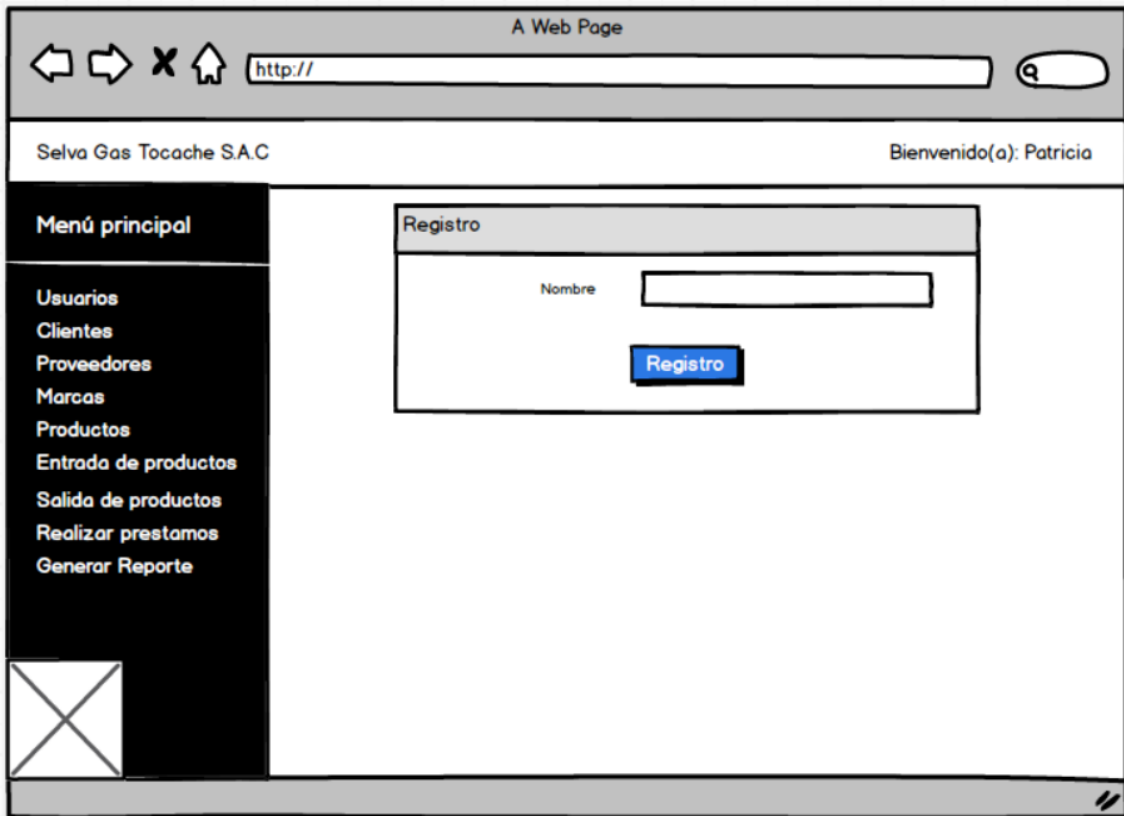 A Web Page
http://
Selva Gas Tocache S.A.C
Bienvenido(a): Patricia
Menú principal
Usuarios
Clientes
Proveedores
Marcas
Productos
Entrada de productos
Salida de productos
Realizar prestamos
Generar Reporte
Registro
Nombre
Registro